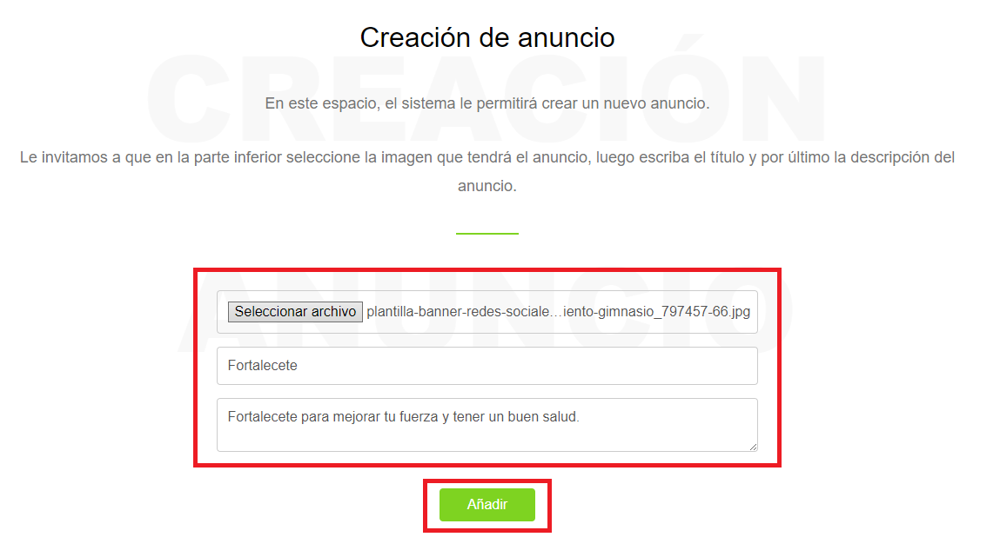 Creación de anuncio
CREACIÓN
En este espacio, el sistema le permitirá crear un nuevo anuncio.
Le invitamos a que en la parte inferior seleccione la imagen que tendrá el anuncio, luego escriba el título y por último la descripción del
anuncio.
ANUNCIO
Seleccionar archivo plantilla-banner-redes-sociale...iento-gimnasio_797457-66.jpg
Fortalecete
Fortalecete para mejorar tu fuerza y tener un buen salud.
Añadir